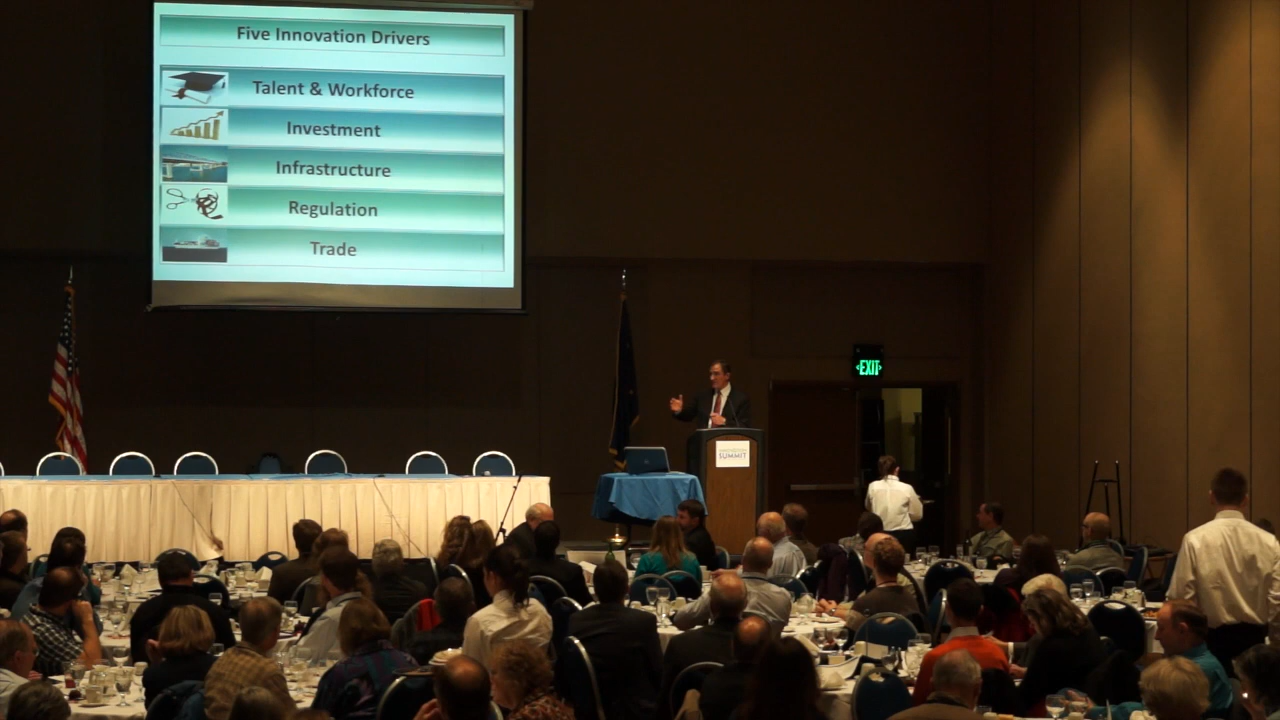 Five Innovation Drivers
Talent & Workforce
Investment
Infrastructure
Regulation
Trade
EXIT
SUMMIT